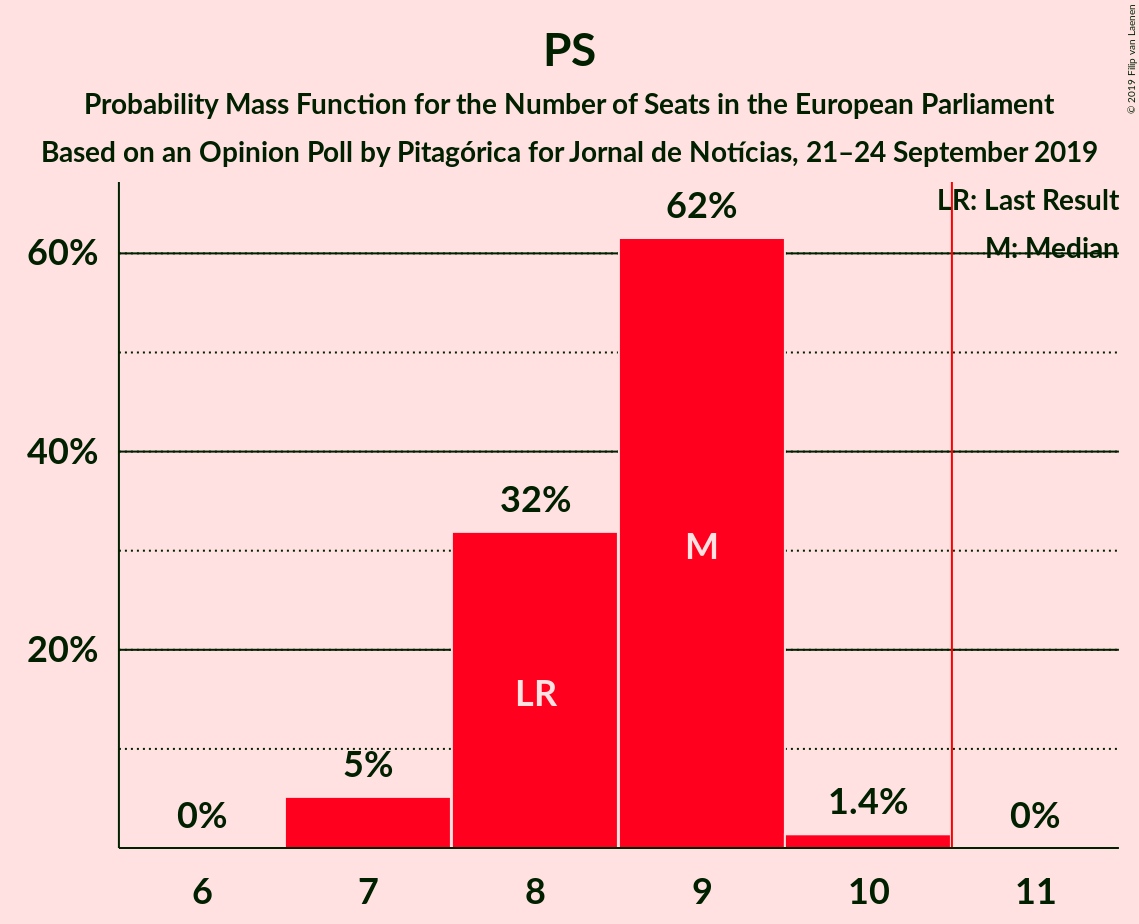 PS
Probability Mass Function for the Number of Seats in the European Parliament
Based on an Opinion Poll by Pitagórica for Jornal de Notícias, 21–24 September 2019
© 2019 Filip van Laenen
LR: Last Result
M: Median
60%
40%
20%
0%
5%
32%
62%
1.4%
0%
LR
M
6
7
8
9
10
11